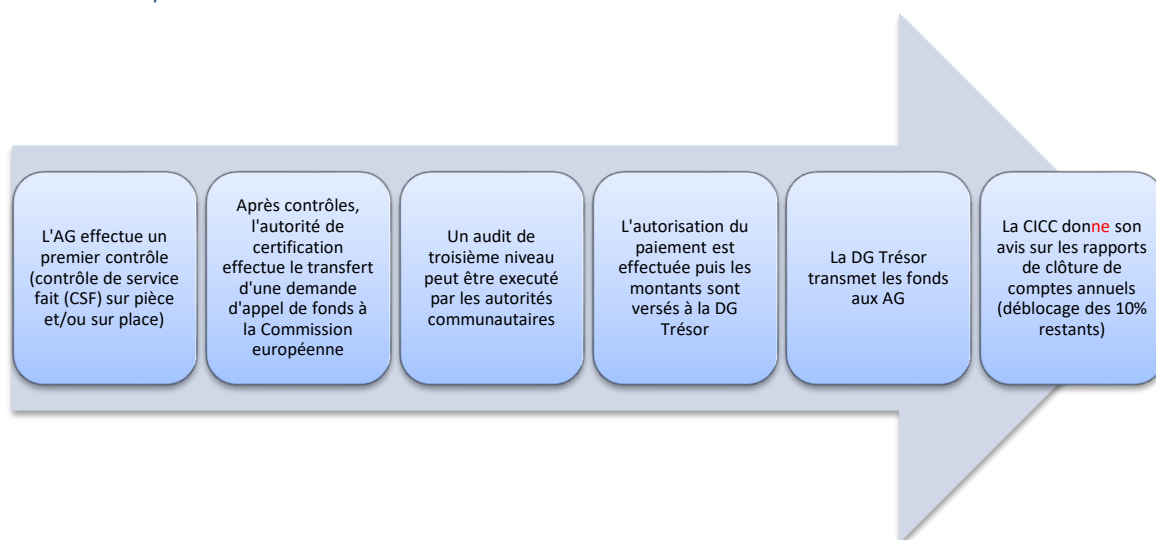 L'AG effectue un
premier contrôle
(contrôle de service
fait (CSF) sur pièce
et/ou sur place)
Après contrôles,
l'autorité de
certification
effectue le transfert
d'une demande
d'appel de fonds à
la Commission
européenne
Un audit de
troisième niveau
peut être executé
par les autorités
communautaires
L'autorisation du
paiement est
effectuée puis les
montants sont
versés à la DG
Trésor
La DG Trésor
transmet les fonds
aux AG
La CICC donne son
avis sur les rapports
de clôture de
comptes annuels
(déblocage des 10%
restants)